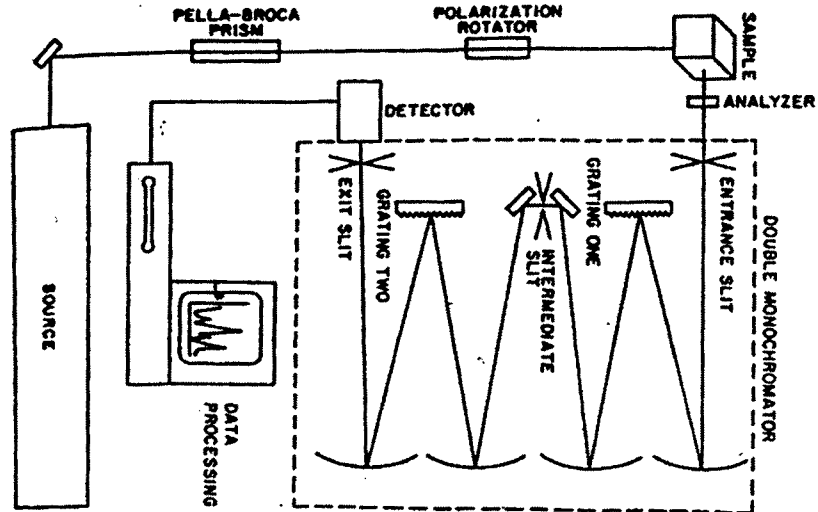 PELLA-BROCA
PRISM
POLARIZATION
ROTATOR
SAMPLE
ANALYZER
DETECTOR
ENTRANCE SLIT
GRATING ONE
INTERMEDIATE
SLIT
GRATING TWO
EXIT SLIT
DOUBLE MONOCHROMATOR
SOURCE
DATA
PROCESSING